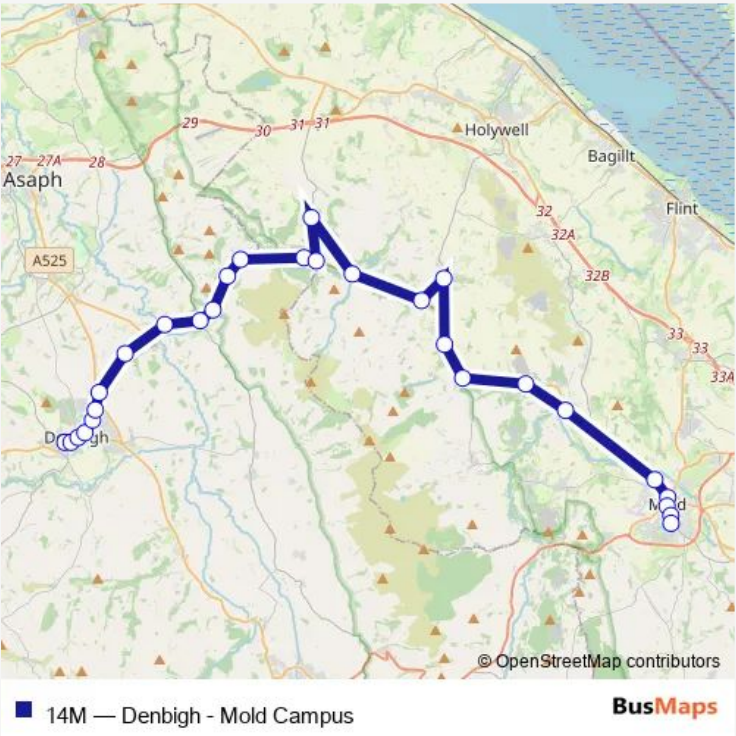 29
30
31
31
Holywell
27
27A
28
Bagillt
Asaph
32
Flint
32A
A525
32B
33
33
33A
Denbigh
Mold
© OpenStreetMap contributors
14M — Denbigh - Mold Campus
BusMaps